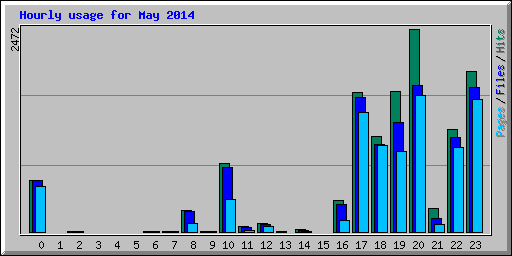 Hourly usage for May 2014
2472
Pages/Files/Hits
0 1 2 3 4 5 6 7 8 9 10 11 12 13 14 15 16 17 18 19 20 21 22 23